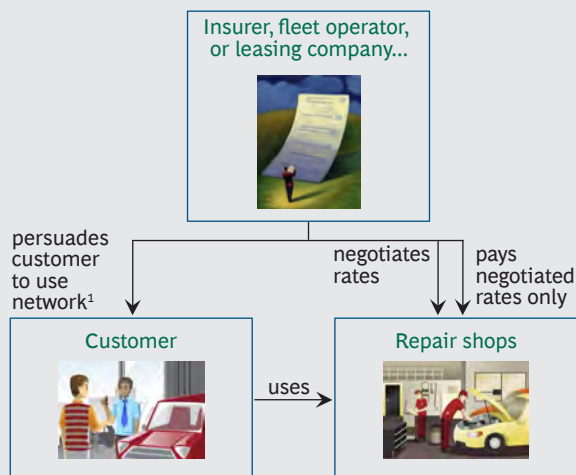 Insurer, fleet operator,
or leasing company...
persuades
customer
to use
network¹
negotiates
rates
pays
negotiated
rates only
Customer
uses
Repair shops